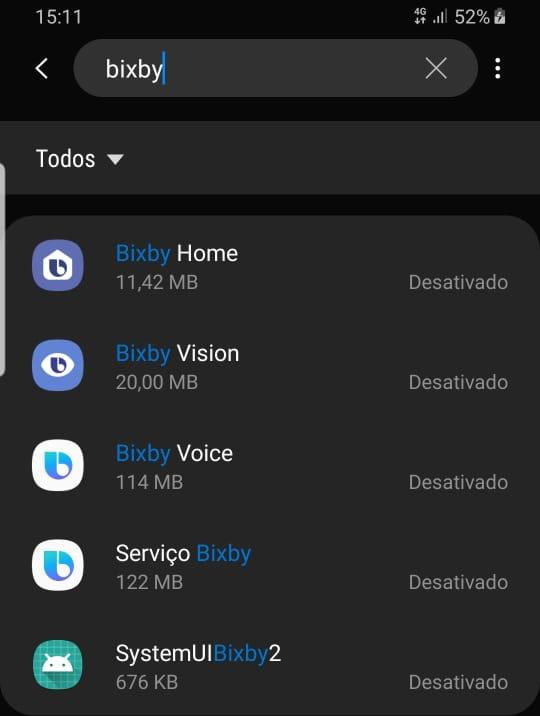 15:11 4G 52%
bixby
Todos
Bixby Home
11,42 MB Desativado
Bixby Vision
20,00 MB Desativado
Bixby Voice
114 MB Desativado
Serviço Bixby
122 MB Desativado
SystemUIBixby2
676 KB Desativado